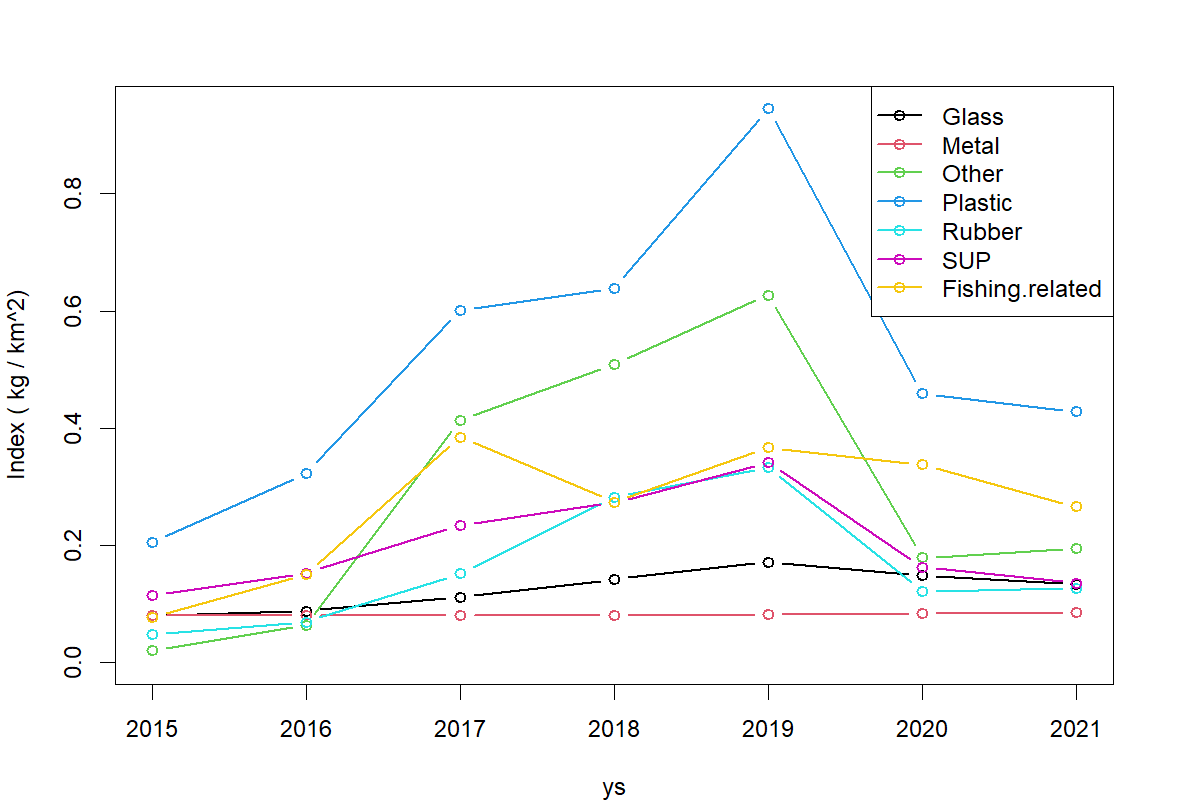 Index ( kg / km^2)
0.8
0.6
0.4
0.2
0.0
Glass
Metal
Other
Plastic
Rubber
SUP
Fishing.related
2015 2016 2017 2018 2019 2020 2021
ys